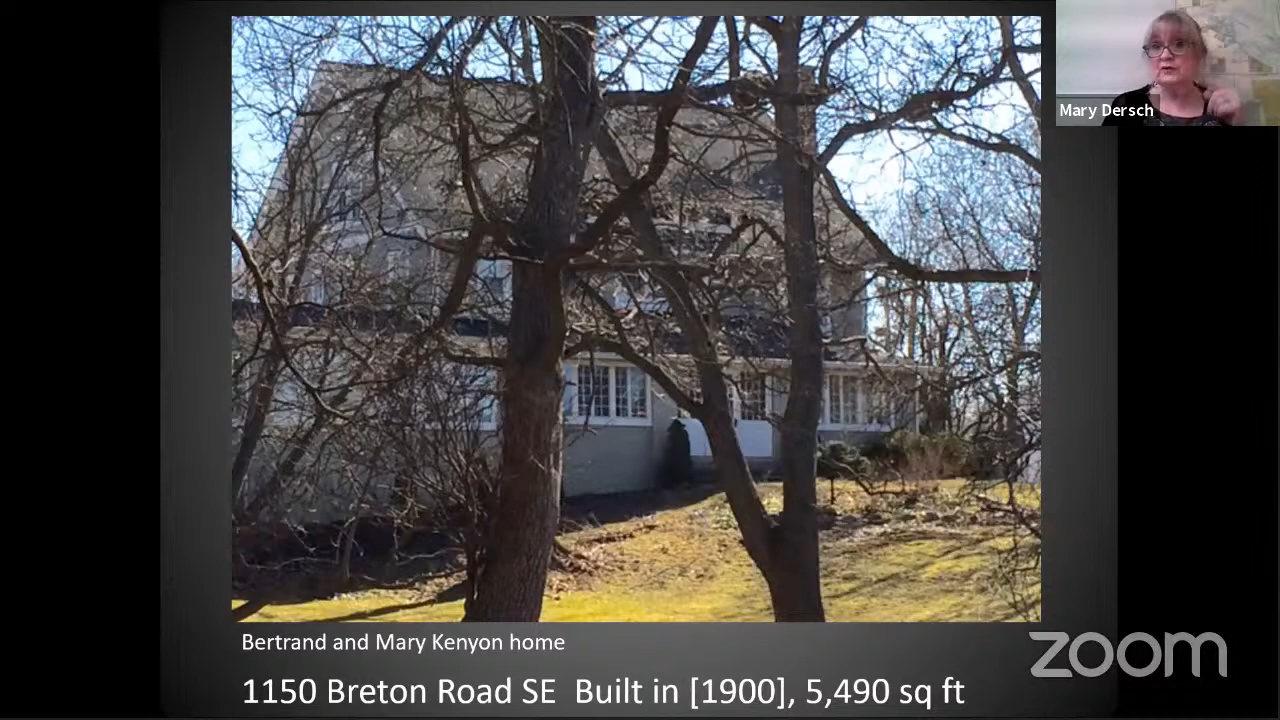 Mary Dersch
Bertrand and Mary Kenyon home
zoom
1150 Breton Road SE Built in [1900], 5,490 sq ft